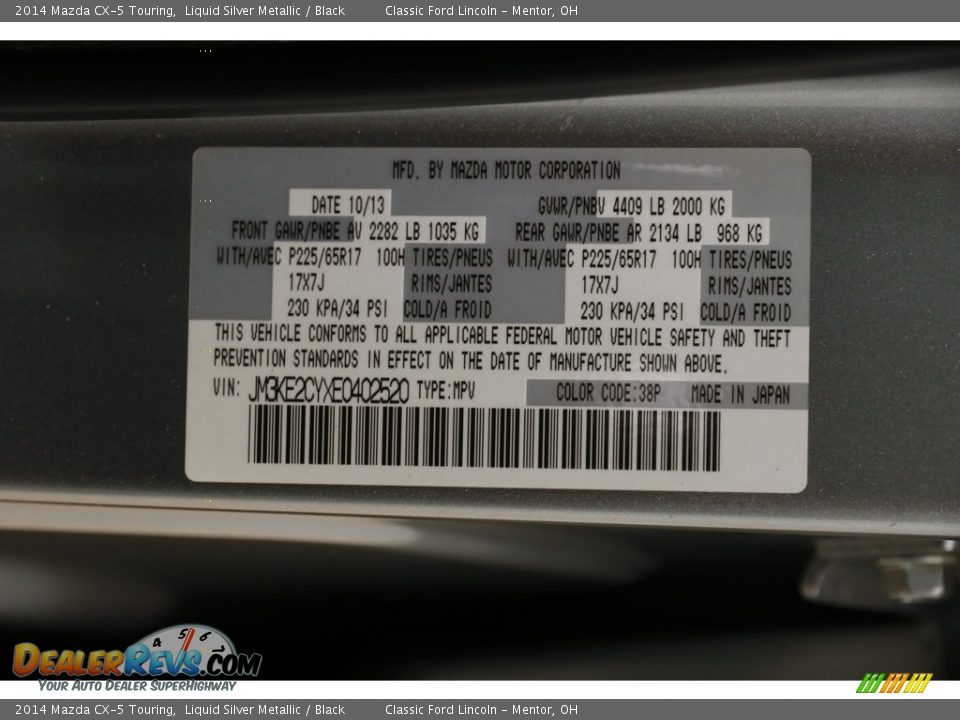 2014 Mazda CX-5 Touring, Liquid Silver Metallic / Black Classic Ford Lincoln - Mentor, OH
MFD. BY MAZDA MOTOR CORPORATION
DATE 10/13 GVWR/PNBV 4409 LB 2000 KG
FRONT GAWR/PNBE AV 2282 LB 1035 KG REAR GAWR/PNBE AR 2134 LB 968 KG
WITH/AVEC P225/65R17 100H TIRES/PNEUS WITH/AVEC P225/65R17 100H TIRES/PNEUS
17X7J RIMS/JANTES 17X7J RIMS/JANTES
230 KPA/34 PSI COLD/A FROID 230 KPA/34 PSI COLD/A FROID
THIS VEHICLE CONFORMS TO ALL APPLICABLE FEDERAL MOTOR VEHICLE SAFETY AND THEFT
PREVENTION STANDARDS IN EFFECT ON THE DATE OF MANUFACTURE SHOWN ABOVE.
VIN: JM3KE2CYXE0402520 TYPE:MPV COLOR CODE:38P MADE IN JAPAN
4 5 6
DEALERREVS.COM
YOUR AUTO DEALER SUPERHIGHWAY
2014 Mazda CX-5 Touring, Liquid Silver Metallic / Black Classic Ford Lincoln - Mentor, OH